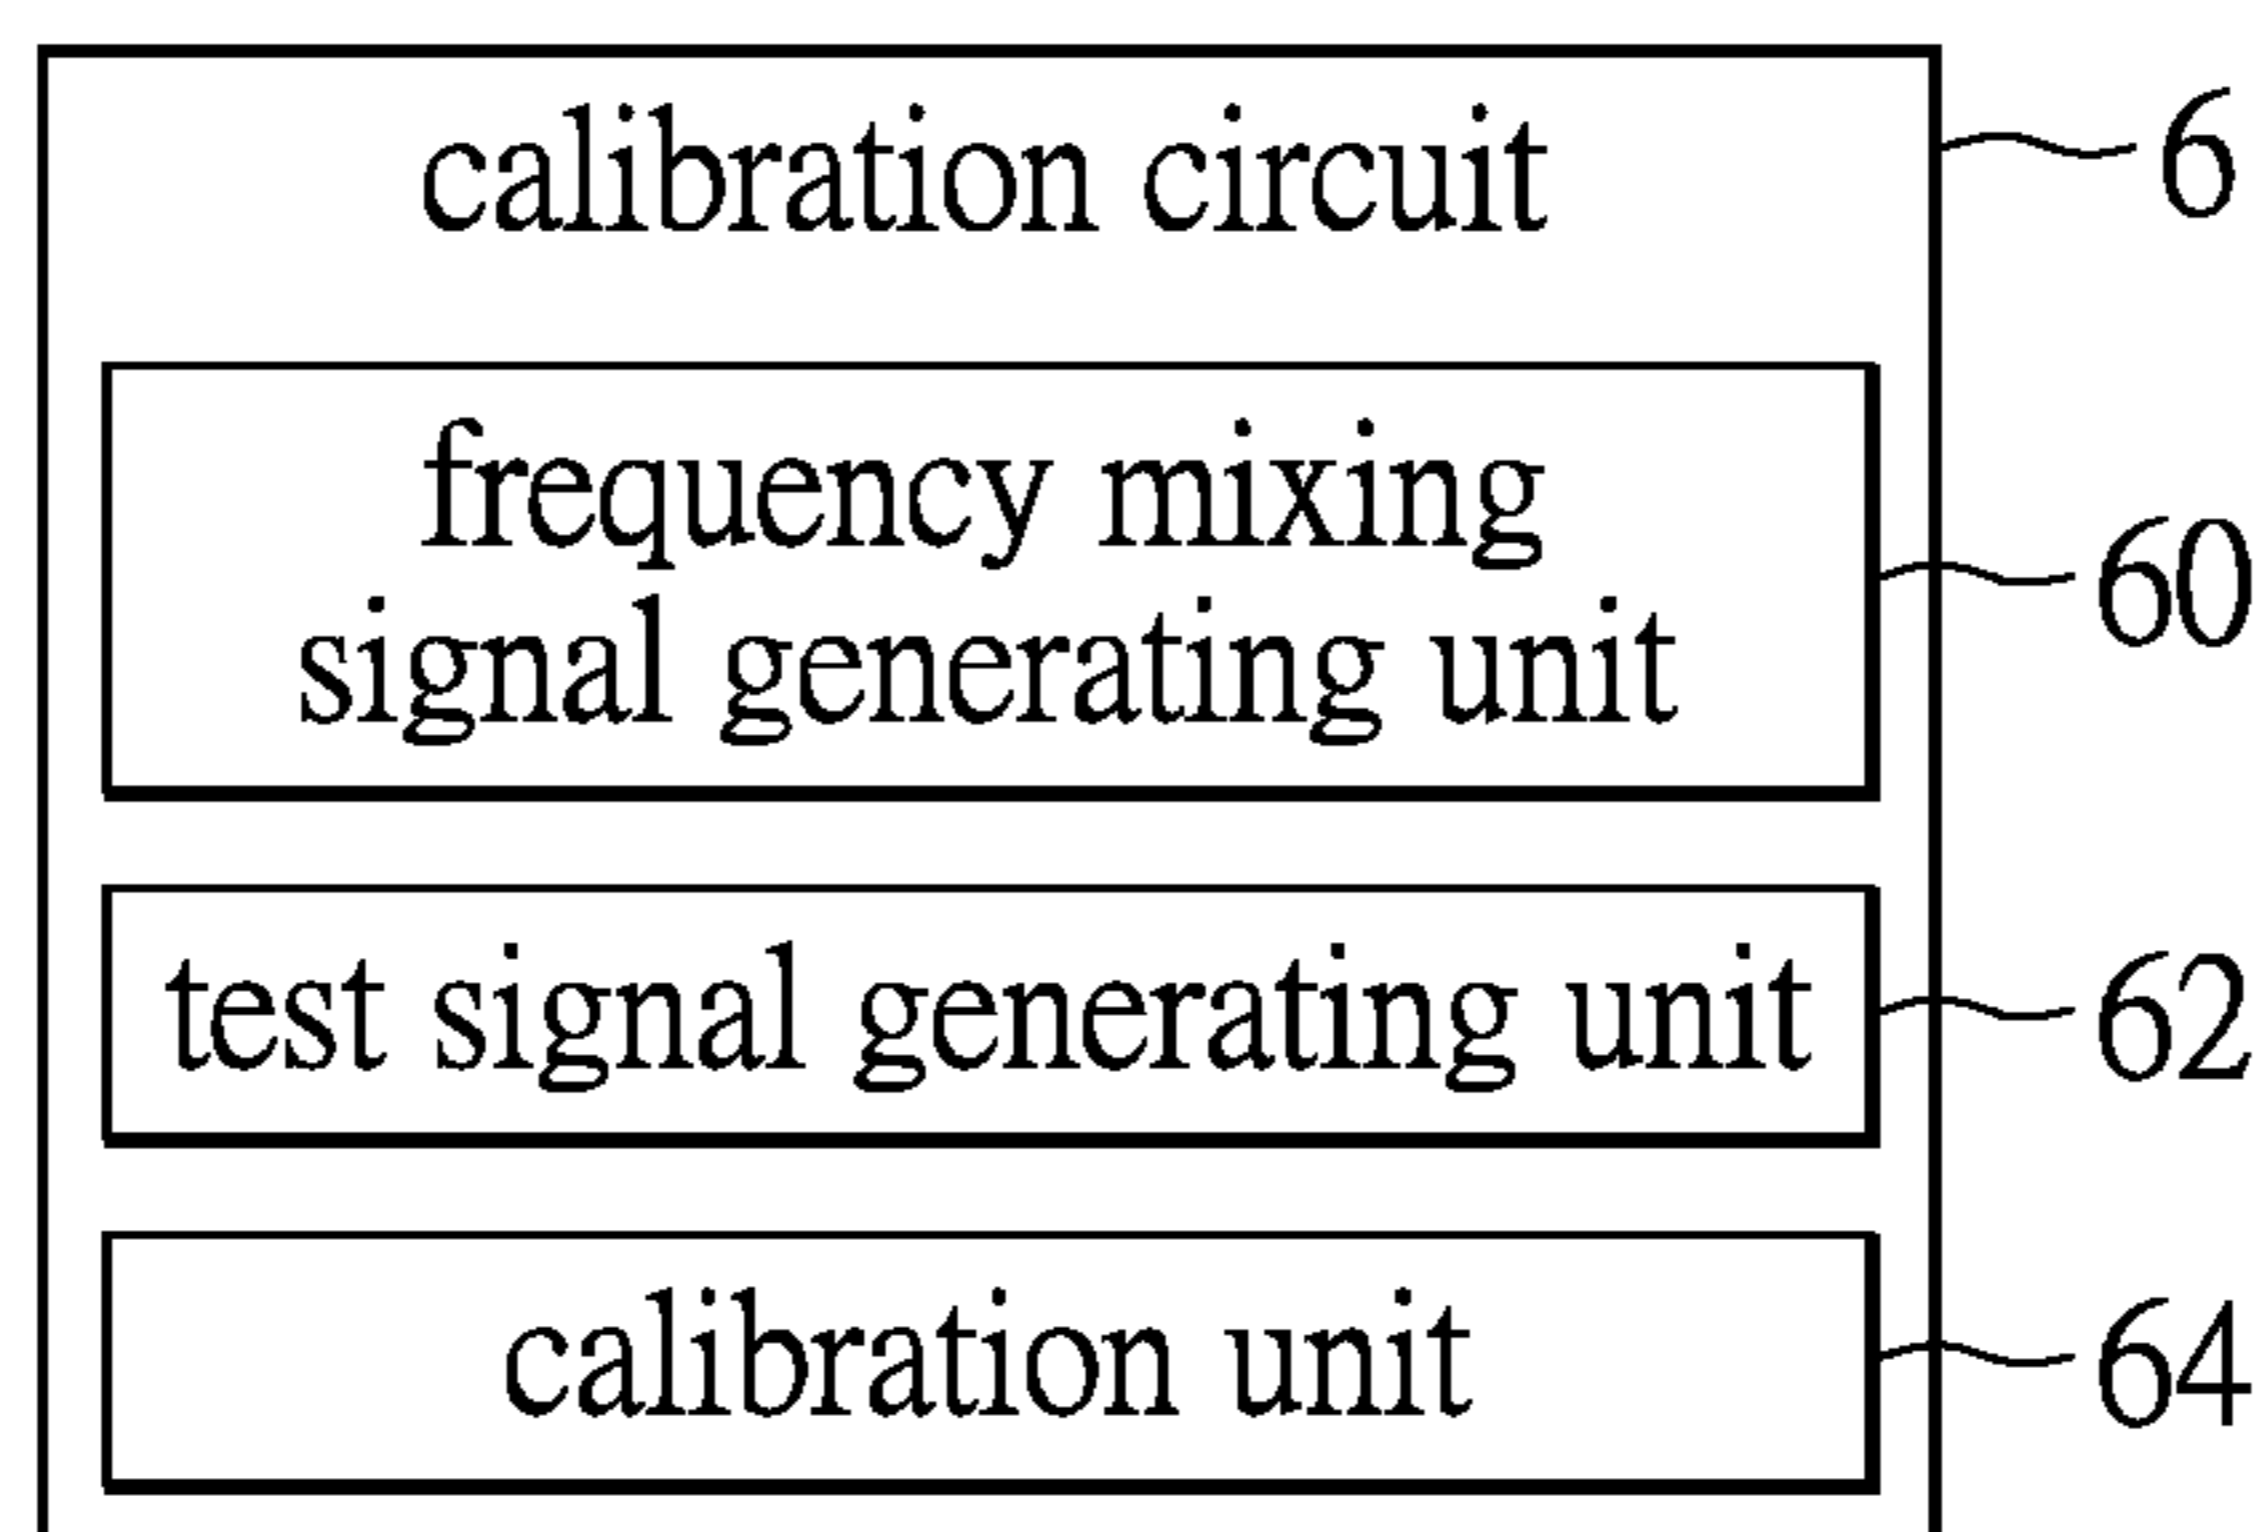 calibration circuit 6
frequency mixing
signal generating unit 60
test signal generating unit 62
calibration unit 64